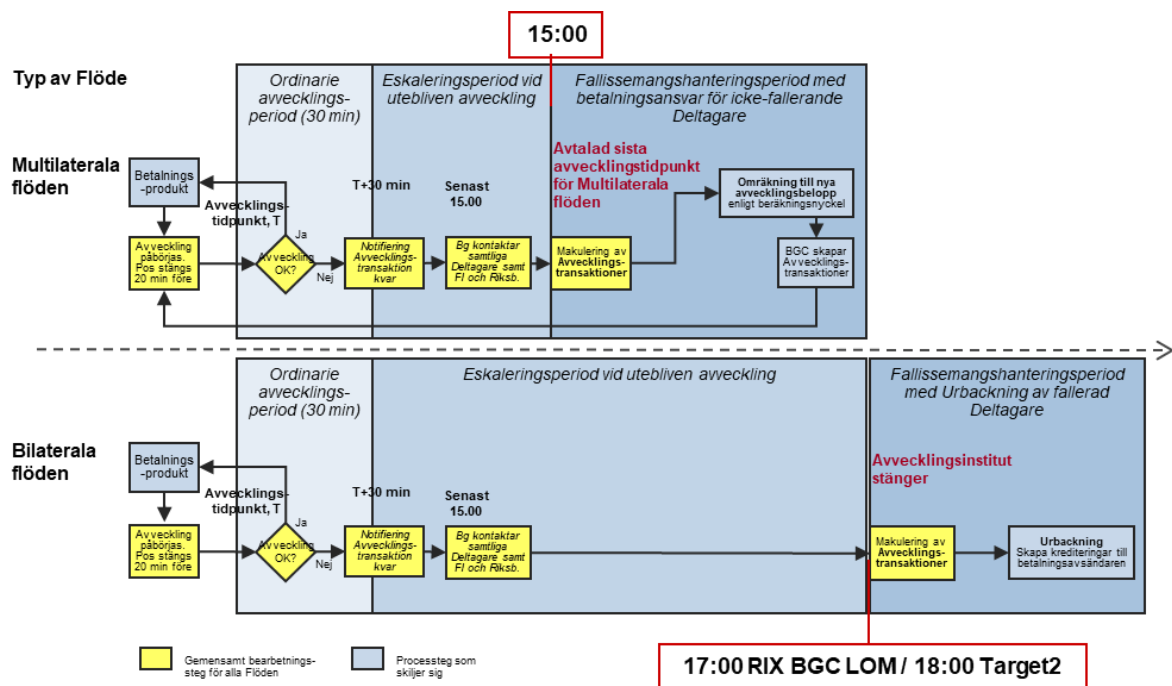 15:00
Typ av Flöde
Ordinarie
avvecklings-
period (30 min)
Eskaleringsperiod vid
utebliven avveckling
Fallissemangshanteringsperiod med
betalningsansvar för icke-fallerande
Deltagare
Multilaterala
flöden
Betalnings
-produkt
Avvecklings-
tidpunkt, T
Ja
T+30 min
Senast
15.00
Avtalad sista
avvecklingstidpunkt
för Multilaterala
flöden
Omräkning till nya
avvecklingsbelopp
enligt beräkningsnyckel
Avveckling
påbörjas.
Pos stängs
20 min före
Avveckling
OK?
Nej
Notifiering
Avvecklings-
transaktion
kvar
Bg kontaktar
samtliga
Deltagare samt
FI och Riksb.
Makulering av
Avvecklings-
transaktioner
BGC skapar
Avvecklings-
transaktioner
Ordinarie
avvecklings-
period (30 min)
Eskaleringsperiod vid utebliven avveckling
Fallissemangshanteringsperiod
med Urbackning av fallerad
Deltagare
Bilaterala
flöden
Betalnings
-produkt
Avvecklings-
tidpunkt, T
Ja
T+30 min
Senast
15.00
Avvecklingsinstitut
stänger
Avveckling
påbörjas.
Pos stängs
20 min före
Avveckling
OK?
Nej
Notifiering
Avvecklings-
transaktion
kvar
Bg kontaktar
samtliga
Deltagare samt
FI och Riksb.
Makulering av
Avvecklings-
transaktioner
Urbackning
Skapa krediteringar till
betalningsavsändaren
Gemensamt bearbetnings-
steg för alla Flöden
Processteg som
skiljer sig
17:00 RIX BGC LOM / 18:00 Target2